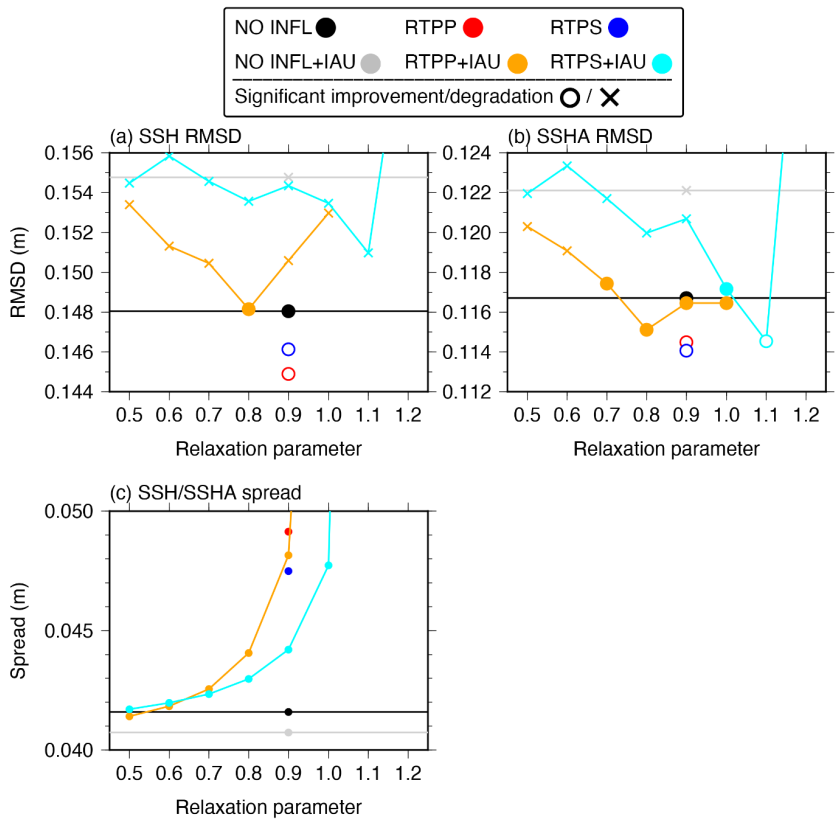 NO INFL RTPP RTPS
NO INFL+IAU RTPP+IAU RTPS+IAU
Significant improvement/degradation /
(a) SSH RMSD
0.156
0.154
0.152
0.150
0.148
0.146
0.144
RMSD (m)
0.5 0.6 0.7 0.8 0.9 1.0 1.1 1.2
Relaxation parameter
(b) SSHA RMSD
0.124
0.122
0.120
0.118
0.116
0.114
0.112
0.5 0.6 0.7 0.8 0.9 1.0 1.1 1.2
Relaxation parameter
(c) SSH/SSHA spread
0.050
0.045
0.040
Spread (m)
0.5 0.6 0.7 0.8 0.9 1.0 1.1 1.2
Relaxation parameter